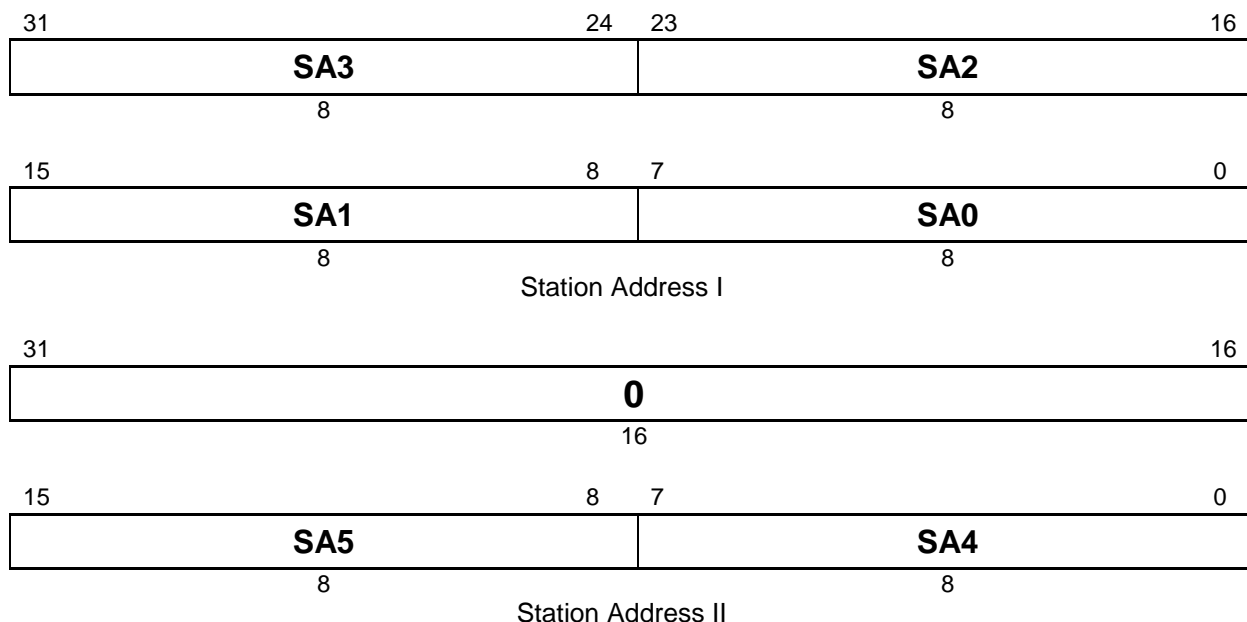 31 24 23 16
SA3 SA2
8 8
15 8 7 0
SA1 SA0
8 8
Station Address I
31 16
0
16
15 8 7 0
SA5 SA4
8 8
Station Address II